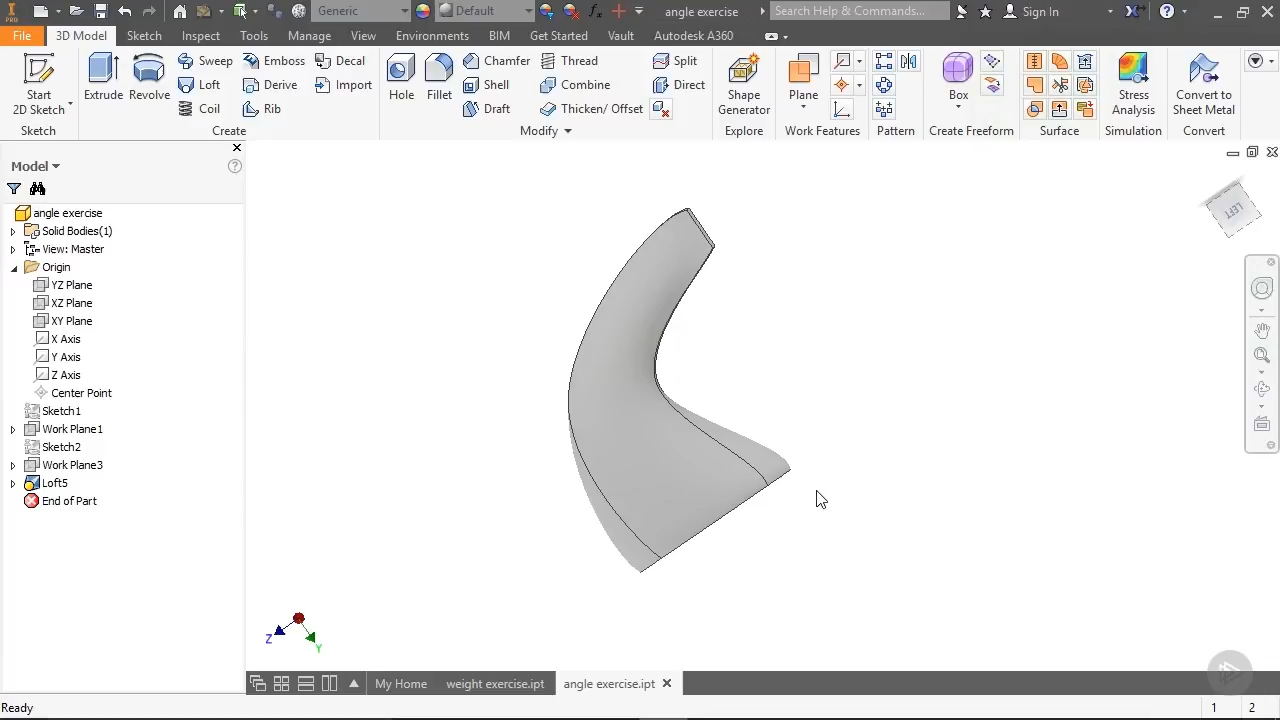 PRO
Generic
Default
angle exercise
Search Help & Commands...
Sign In
File 3D Model Sketch Inspect Tools Manage View Environments BIM Get Started Vault Autodesk A360
Start
2D Sketch
Sketch
Extrude
Revolve
Sweep
Loft
Coil
Emboss
Derive
Rib
Decal
Import
Create
Hole
Fillet
Chamfer
Shell
Draft
Thread
Combine
Thicken/ Offset
Split
Direct
Modify
Shape
Generator
Explore
Plane
Work Features
Pattern
Box
Create Freeform
Surface
Stress
Analysis
Simulation
Convert to
Sheet Metal
Convert
Model
angle exercise
Solid Bodies(1)
View: Master
Origin
YZ Plane
XZ Plane
XY Plane
X Axis
Y Axis
Z Axis
Center Point
Sketch1
Work Plane1
Sketch2
Work Plane3
Loft5
End of Part
LEFT
Z
Y
My Home weight exercise.ipt angle exercise.ipt
Ready
1 2